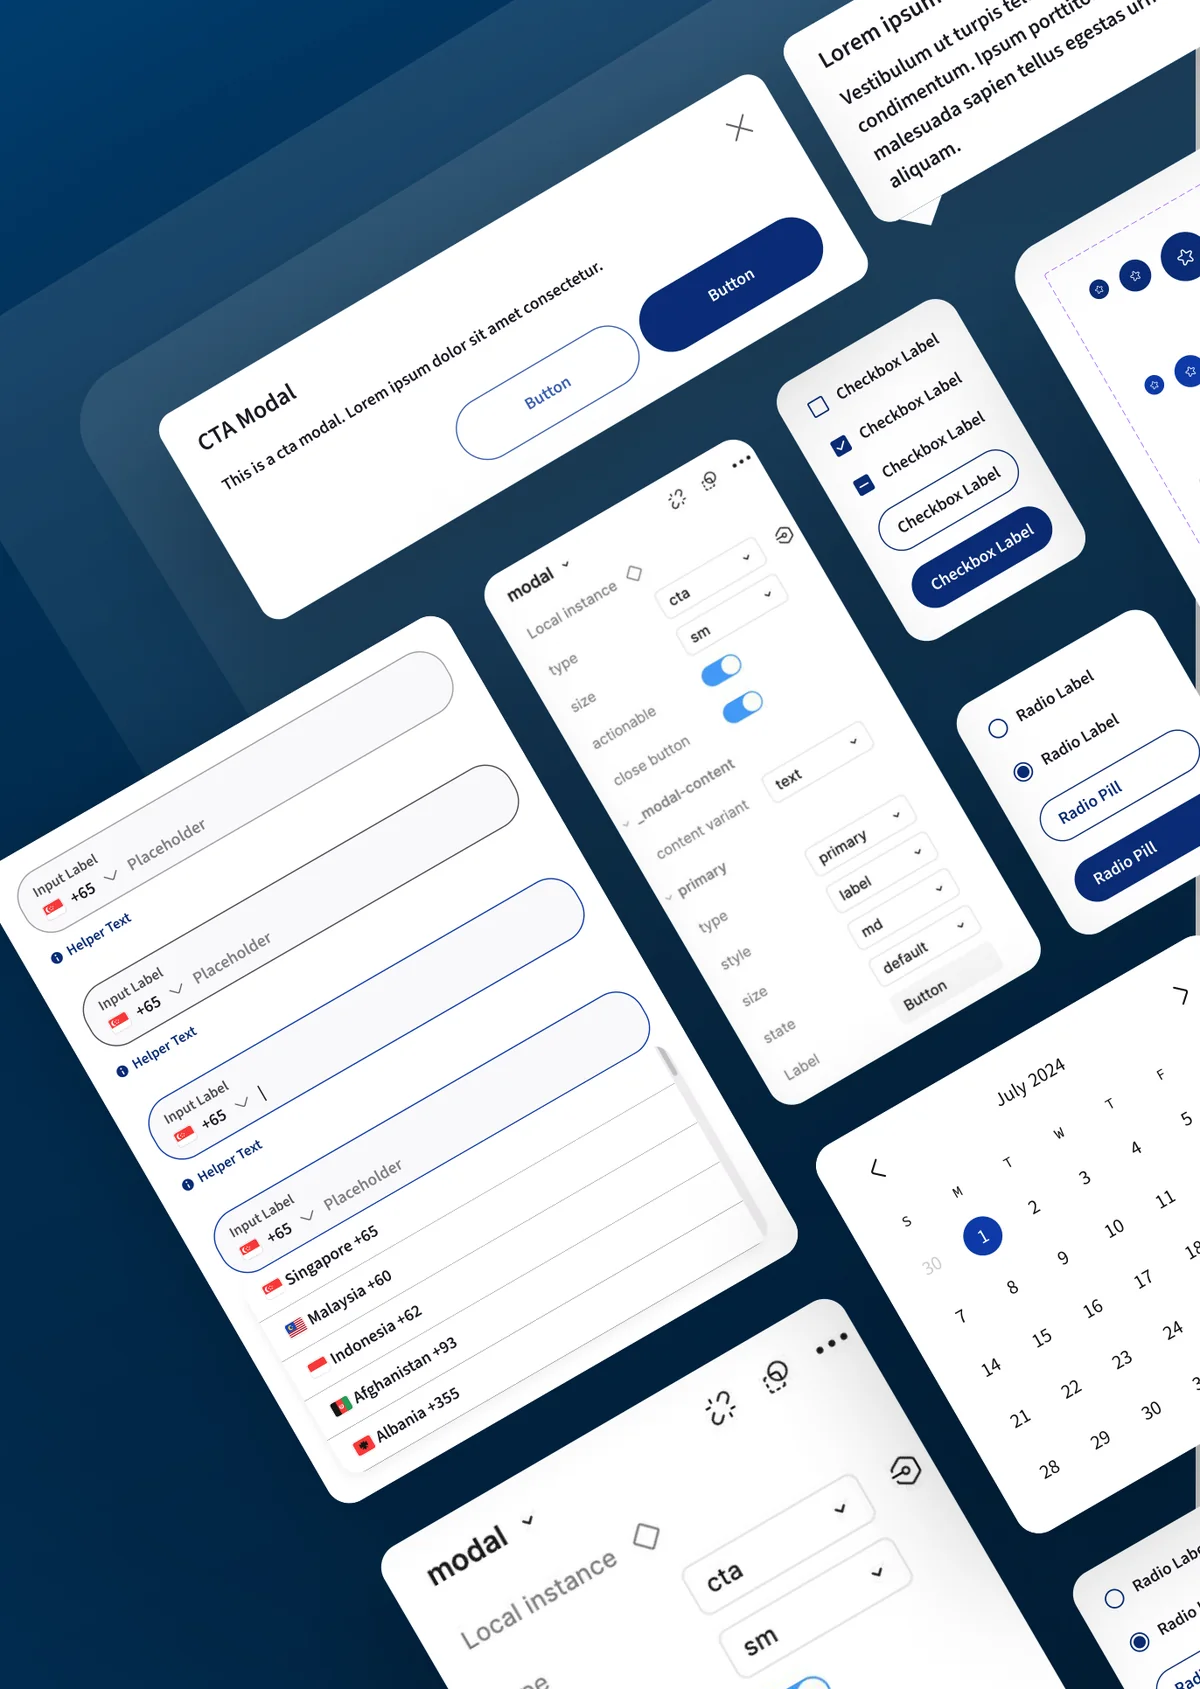 Lorem ipsum
Vestibulum ut turpis
condimentum. Ipsum porttito
malesuada sapien tellus egestas urn
aliquam.
CTA Modal
This is a cta modal. Lorem ipsum dolor sit amet consectetur.
Button
Button
Checkbox Label
Checkbox Label
Checkbox Label
Checkbox Label
Checkbox Label
modal
Local instance
type
cta
size
sm
actionable
close button
_modal-content
content variant
text
primary
type
primary
style
label
size
md
state
default
Label
Button
Radio Label
Radio Label
Radio Pill
Radio Pill
Input Label
+65
Placeholder
Helper Text
Input Label
+65
Placeholder
Helper Text
Input Label
+65
Helper Text
Input Label
+65
Placeholder
Singapore +65
Malaysia +60
Indonesia +62
Afghanistan +93
Albania +355
July 2024
S M T W T F
30 1 2 3 4 5
7 8 9 10 11
14 15 16 17 18
21 22 23 24
28 29 30
modal
Local instance
cta
sm
Radio Labe
Radio
Radi